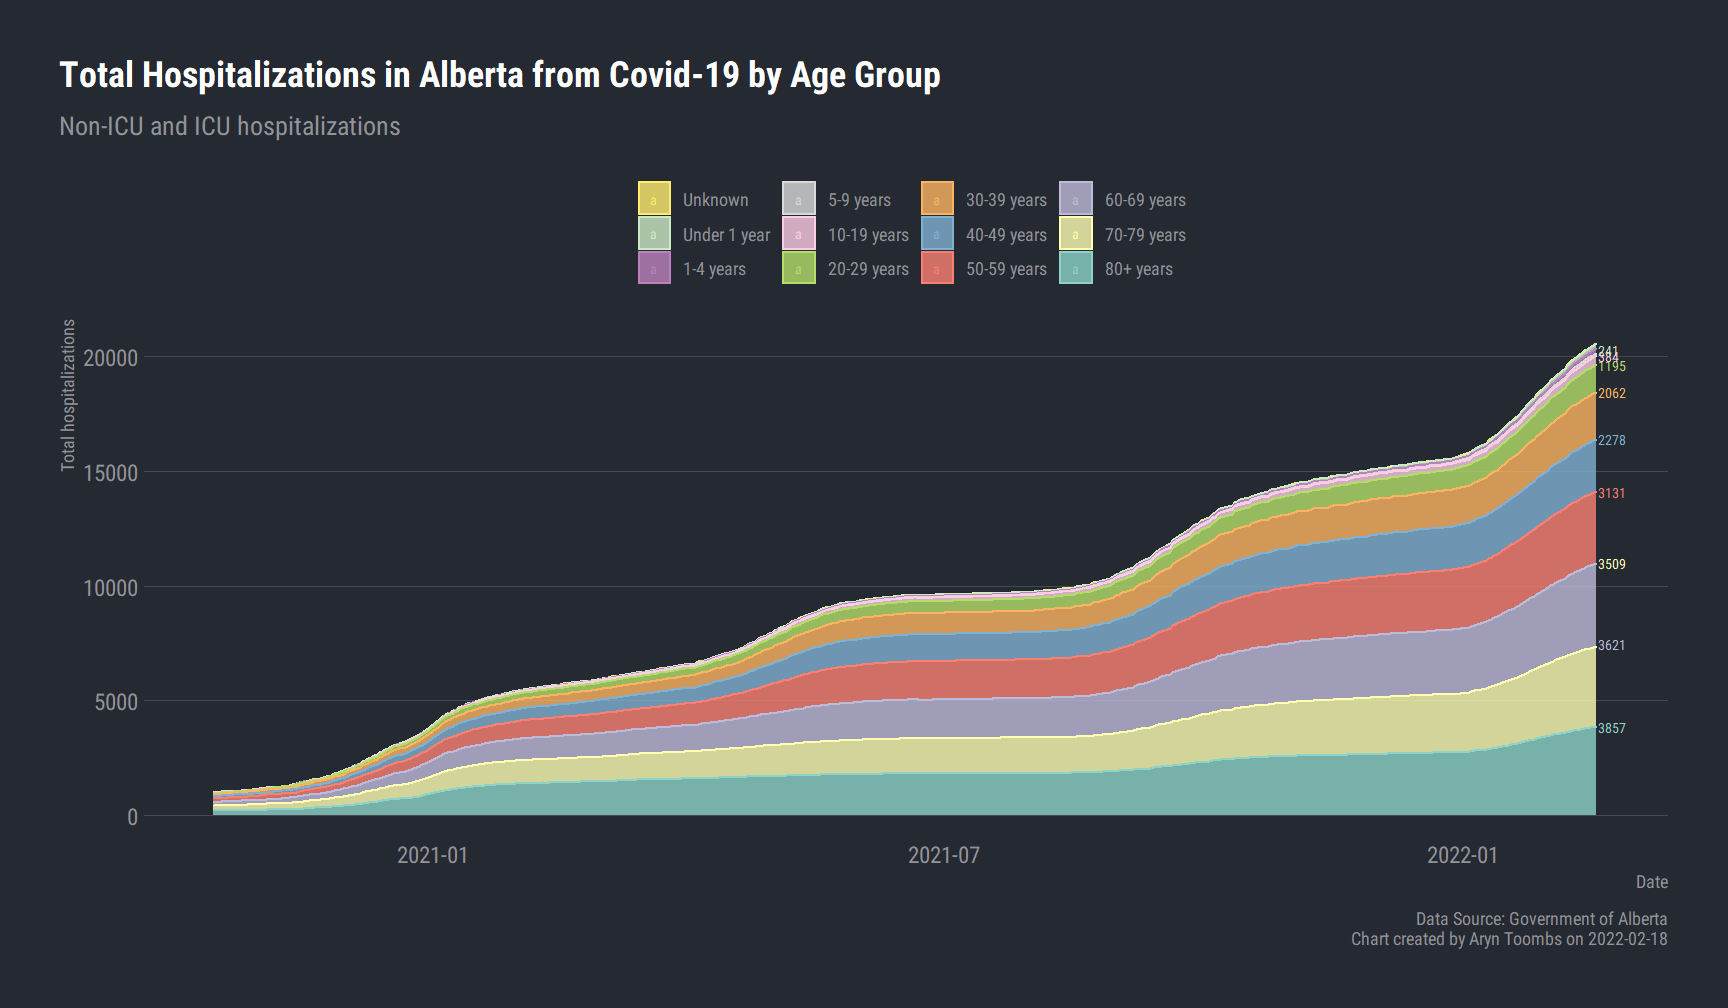 Total Hospitalizations in Alberta from Covid-19 by Age Group
Non-ICU and ICU hospitalizations
a Unknown a 5-9 years a 30-39 years a 60-69 years
a Under 1 year a 10-19 years a 40-49 years a 70-79 years
a 1-4 years a 20-29 years a 50-59 years a 80+ years
Total hospitalizations
20000
15000
10000
5000
0
241
1195
2062
2278
3131
3509
3621
3857
2021-01 2021-07 2022-01
Date
Data Source: Government of Alberta
Chart created by Aryn Toombs on 2022-02-18